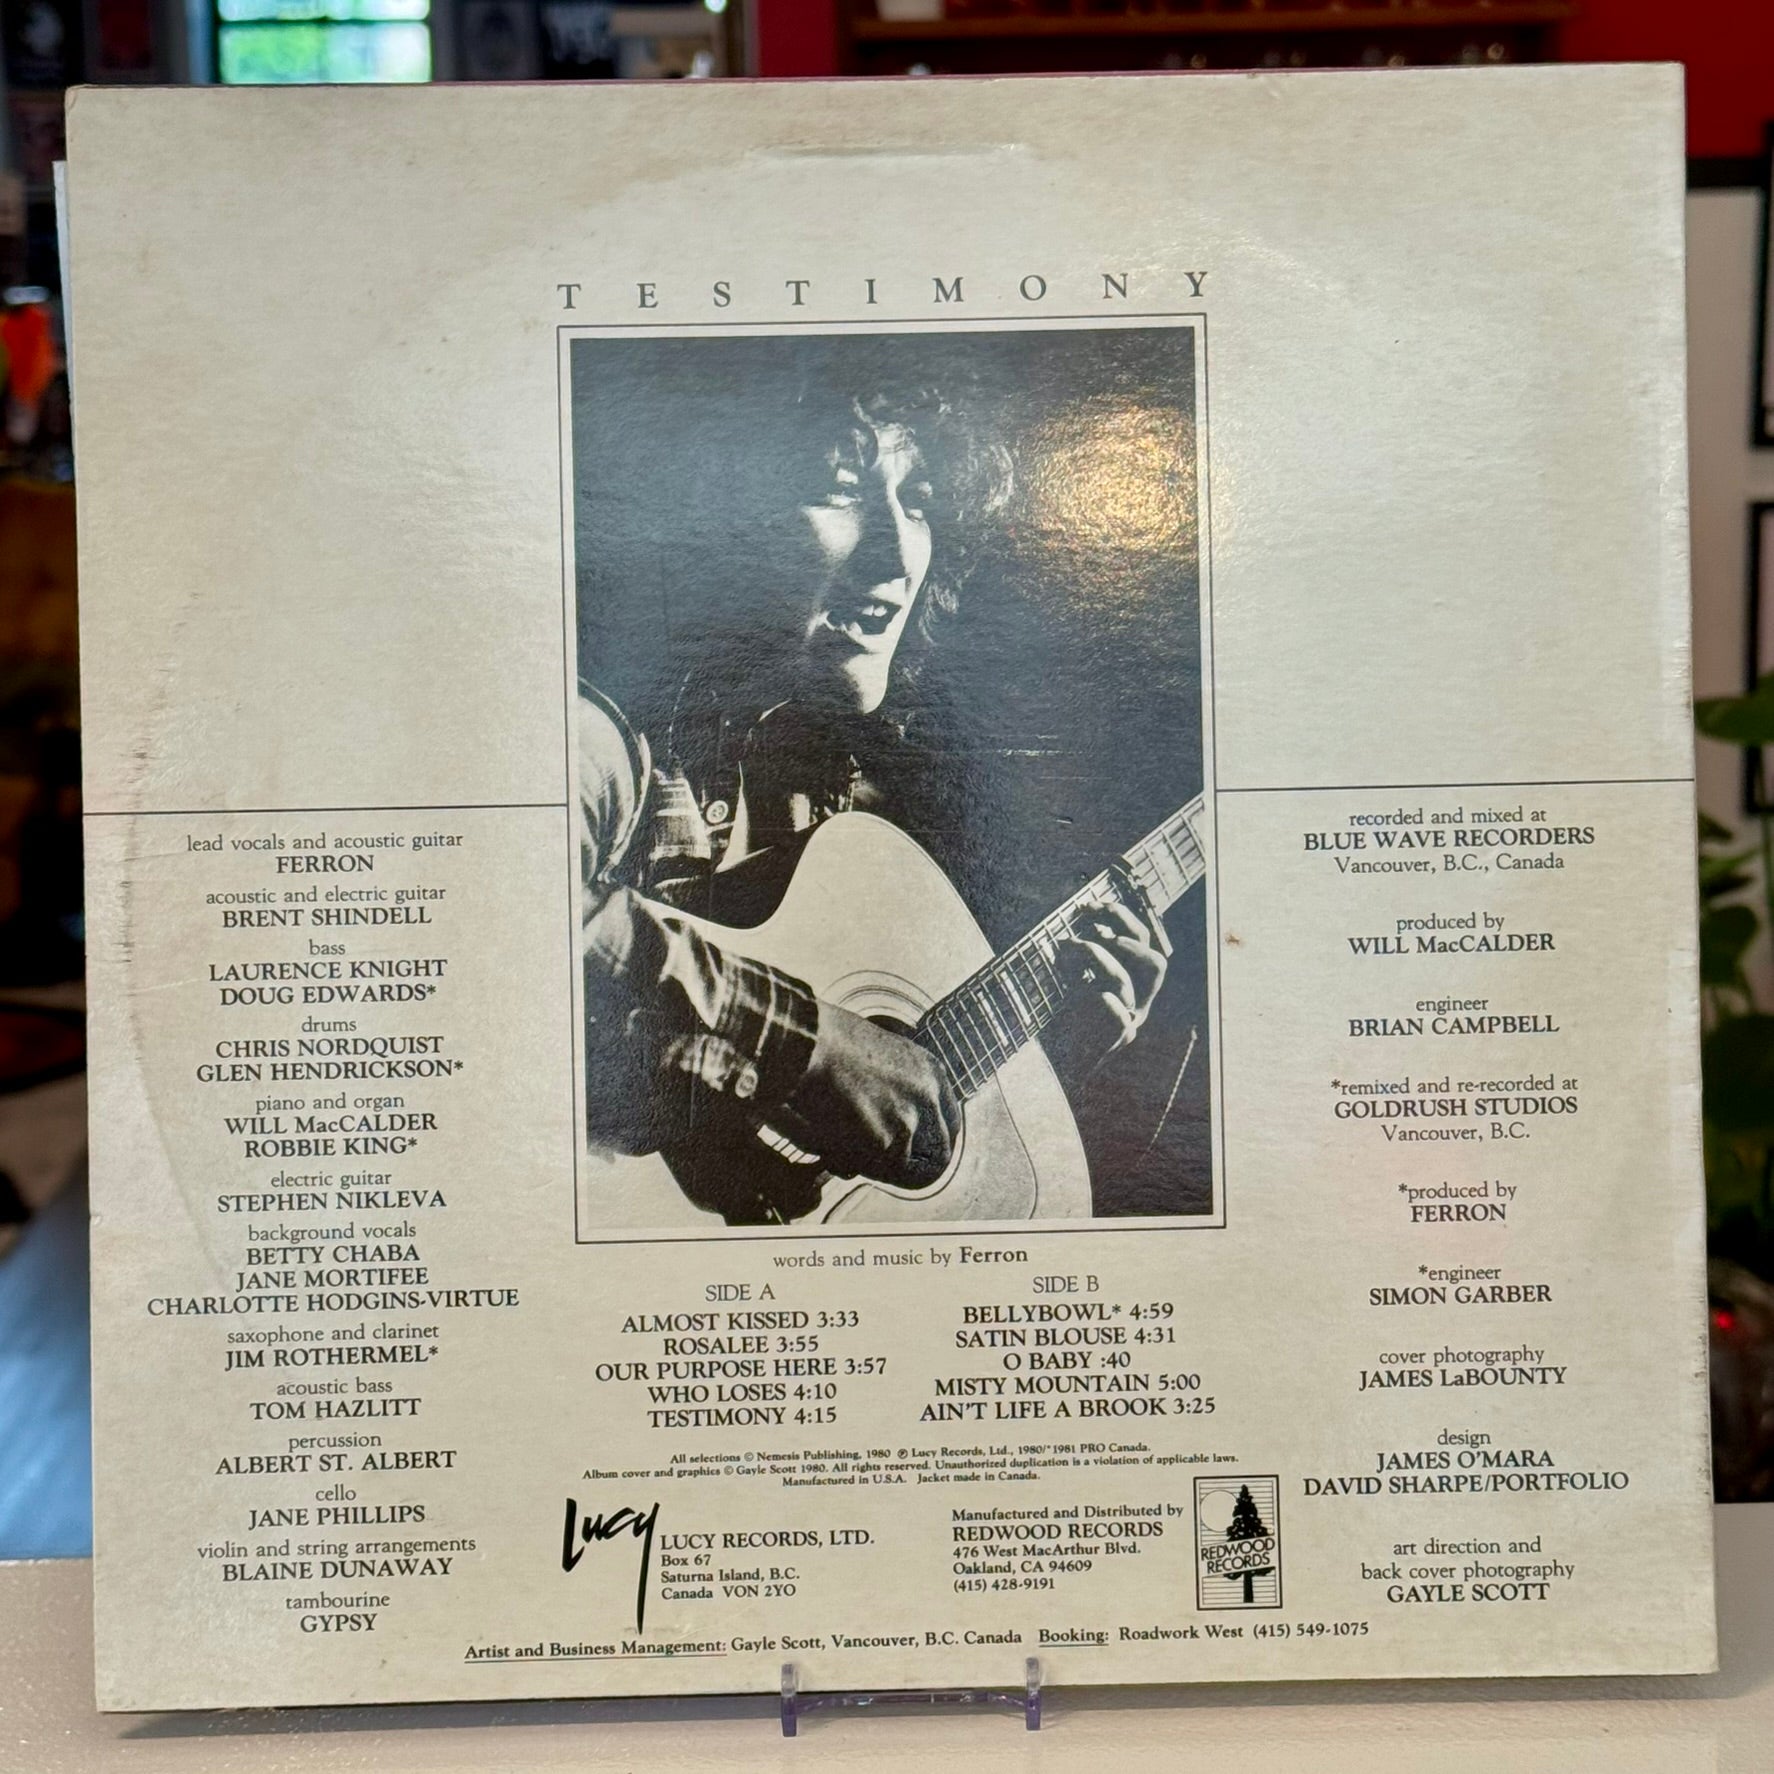 TESTIMONY
lead vocals and acoustic guitar
FERRON
acoustic and electric guitar
BRENT SHINDELL
bass
LAURENCE KNIGHT
DOUG EDWARDS*
drums
CHRIS NORDQUIST
GLEN HENDRICKSON*
piano and organ
WILL MacCALDER
ROBBIE KING*
electric guitar
STEPHEN NIKLEVA
background vocals
BETTY CHABA
JANE MORTIFEE
CHARLOTTE HODGINS-VIRTUE
saxophone and clarinet
JIM ROTHERMEL*
acoustic bass
TOM HAZLITT
percussion
ALBERT ST. ALBERT
cello
JANE PHILLIPS
violin and string arrangements
BLAINE DUNAWAY
tambourine
GYPSY
words and music by Ferron
SIDE A
ALMOST KISSED 3:33
ROSALEE 3:55
OUR PURPOSE HERE 3:57
WHO LOSES 4:10
TESTIMONY 4:15
SIDE B
BELLYBOWL* 4:59
SATIN BLOUSE 4:31
O BABY :40
MISTY MOUNTAIN 5:00
AIN'T LIFE A BROOK 3:25
All selections © Nemesis Publishing, 1980 ℗ Lucy Records, Ltd., 1980/*1981 PRO Canada.
Album cover and graphics © Gayle Scott 1980. All rights reserved. Unauthorized duplication is a violation of applicable laws.
Manufactured in U.S.A. Jacket made in Canada.
Lucy
LUCY RECORDS, LTD.
Box 67
Saturna Island, B.C.
Canada VON 2YO
Manufactured and Distributed by
REDWOOD RECORDS
476 West MacArthur Blvd.
Oakland, CA 94609
(415) 428-9191
REDWOOD
RECORDS
Artist and Business Management: Gayle Scott, Vancouver, B.C. Canada Booking: Roadwork West (415) 549-1075
recorded and mixed at
BLUE WAVE RECORDERS
Vancouver, B.C., Canada
produced by
WILL MacCALDER
engineer
BRIAN CAMPBELL
*remixed and re-recorded at
GOLDRUSH STUDIOS
Vancouver, B.C.
*produced by
FERRON
*engineer
SIMON GARBER
cover photography
JAMES LaBOUNTY
design
JAMES O'MARA
DAVID SHARPE/PORTFOLIO
art direction and
back cover photography
GAYLE SCOTT